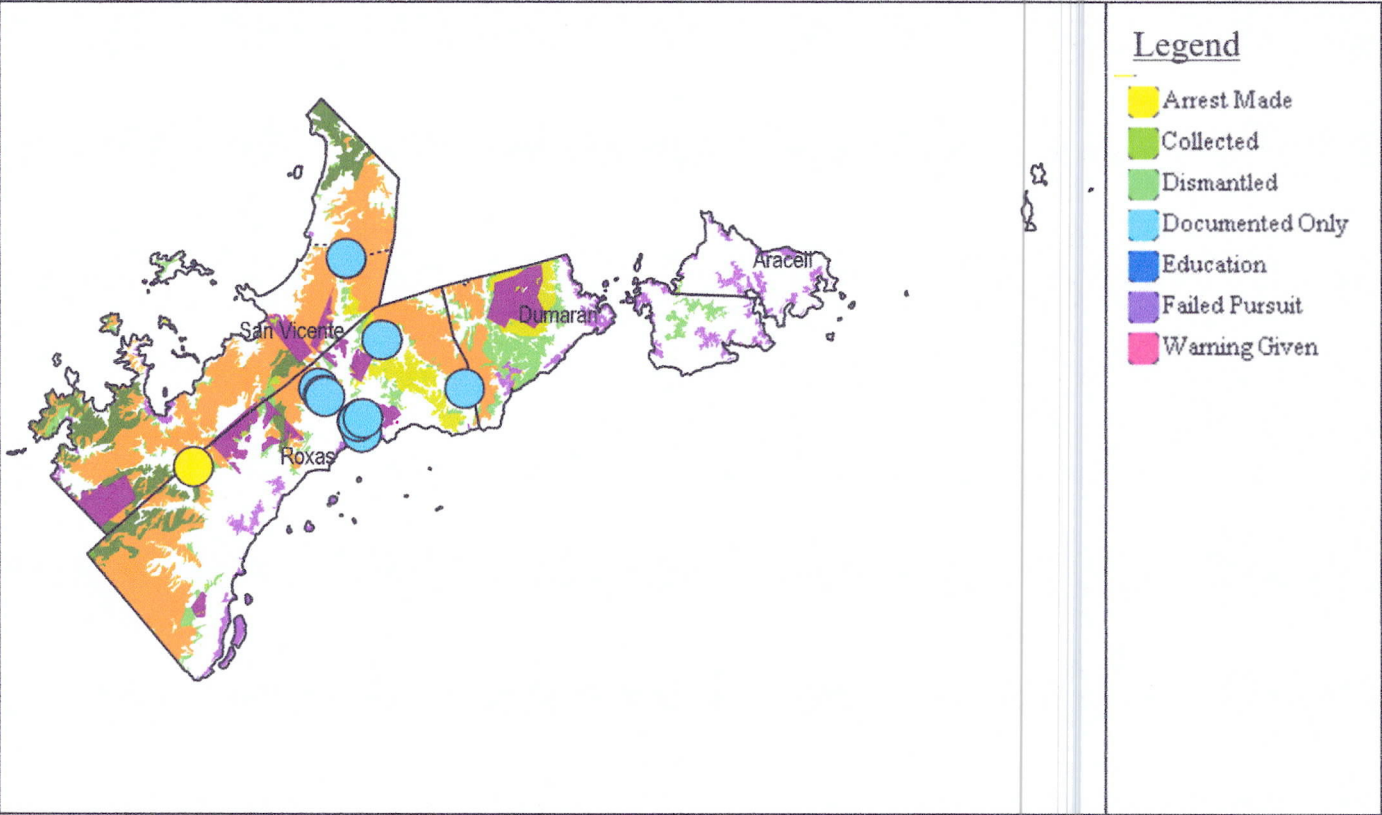 Legend
Arrest Made
Collected
Dismantled
Documented Only
Education
Failed Pursuit
Warning Given
Araceli
Dumaran
San Vicente
Roxas